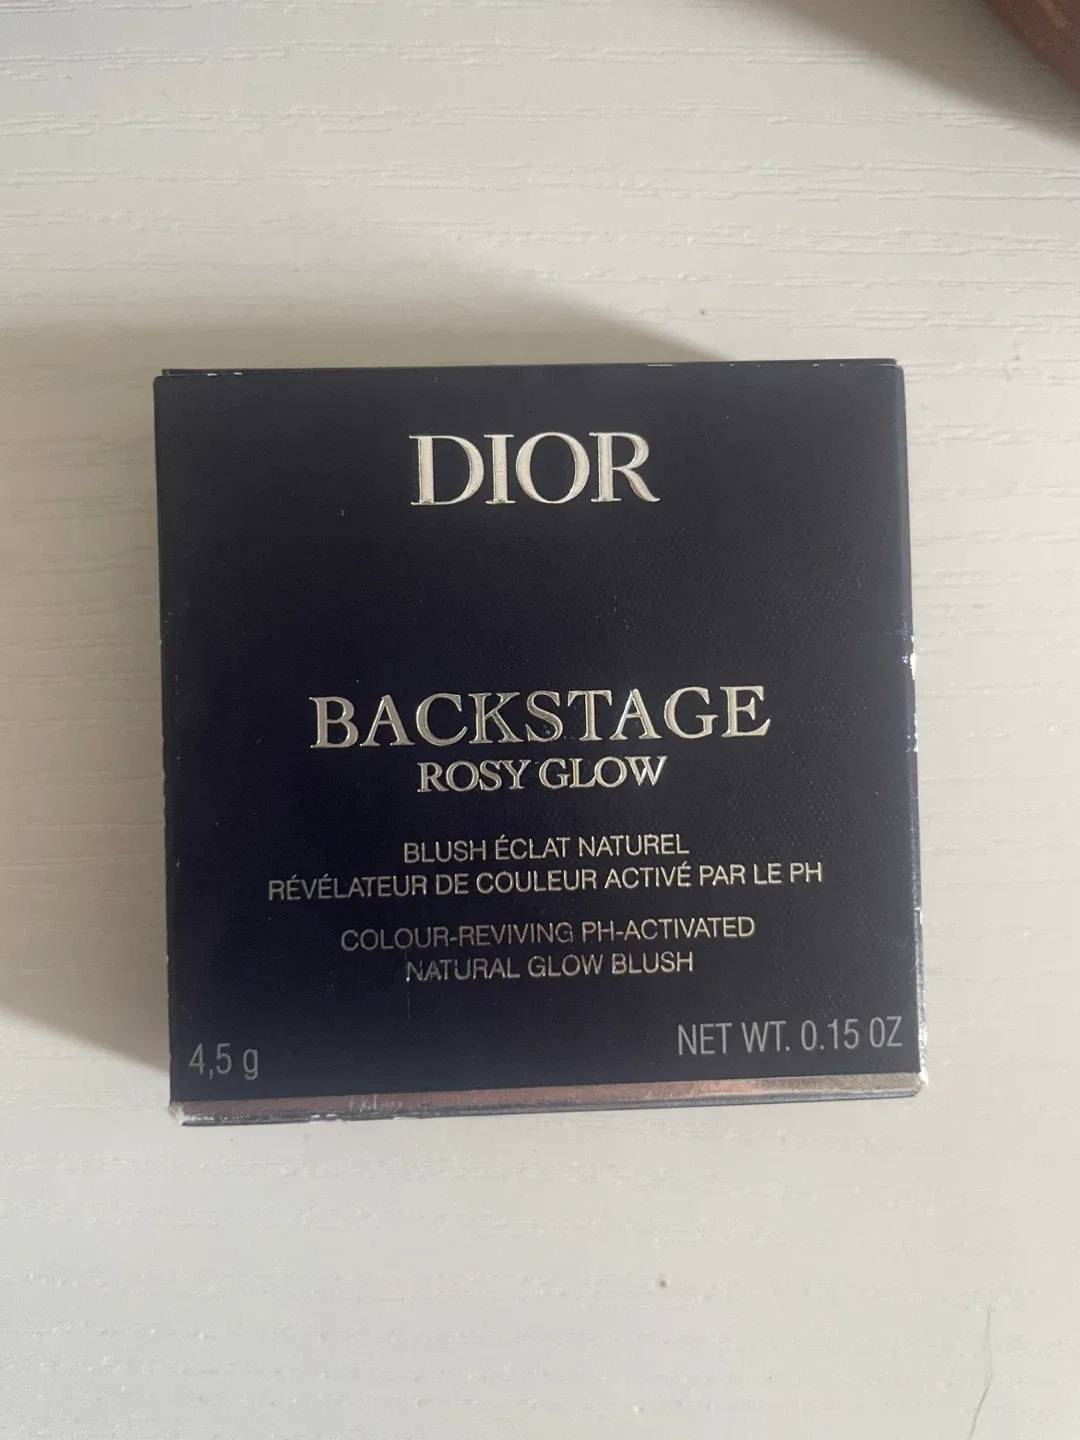 DIOR
BACKSTAGE
ROSY GLOW
BLUSH ÉCLAT NATUREL
RÉVÉLATEUR DE COULEUR ACTIVÉ PAR LE PH
COLOUR-REVIVING PH-ACTIVATED
NATURAL GLOW BLUSH
4,5 g
NET WT. 0.15 OZ